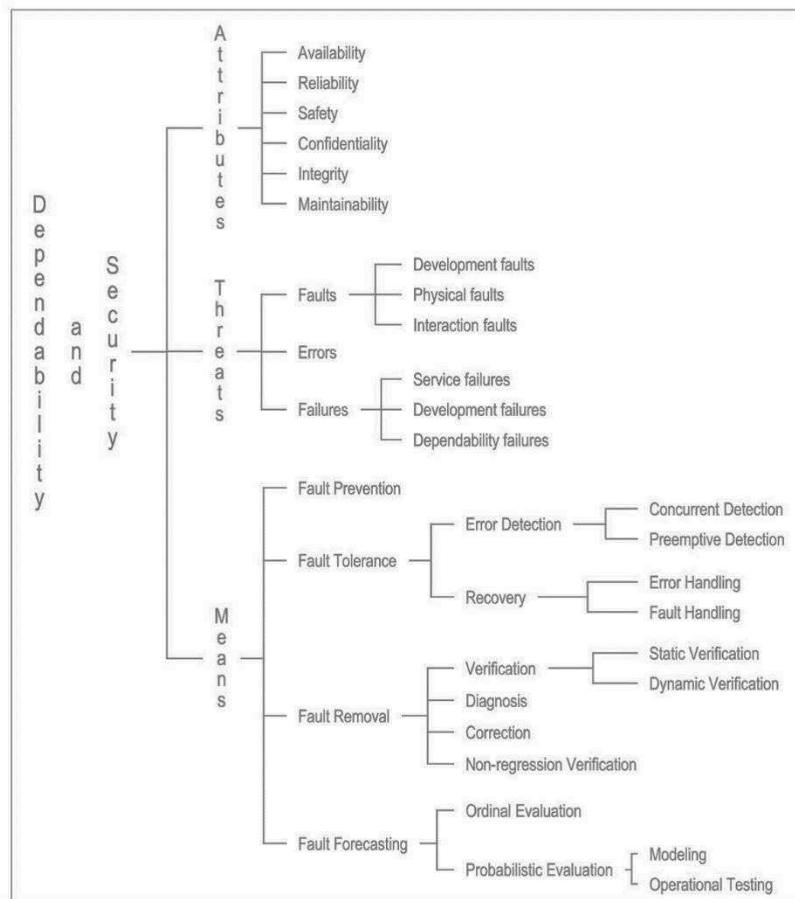 Dependability
and
Security
Attributes
Availability
Reliability
Safety
Confidentiality
Integrity
Maintainability
Threats
Faults
Development faults
Physical faults
Interaction faults
Errors
Failures
Service failures
Development failures
Dependability failures
Means
Fault Prevention
Fault Tolerance
Error Detection
Concurrent Detection
Preemptive Detection
Recovery
Error Handling
Fault Handling
Fault Removal
Verification
Static Verification
Dynamic Verification
Diagnosis
Correction
Non-regression Verification
Fault Forecasting
Ordinal Evaluation
Probabilistic Evaluation
Modeling
Operational Testing